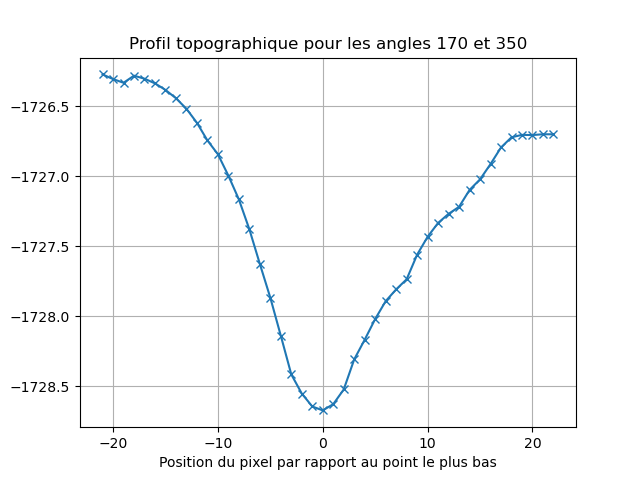 Profil topographique pour les angles 170 et 350
−1726.5
−1727.0
−1727.5
−1728.0
−1728.5
−20 −10 0 10 20
Position du pixel par rapport au point le plus bas